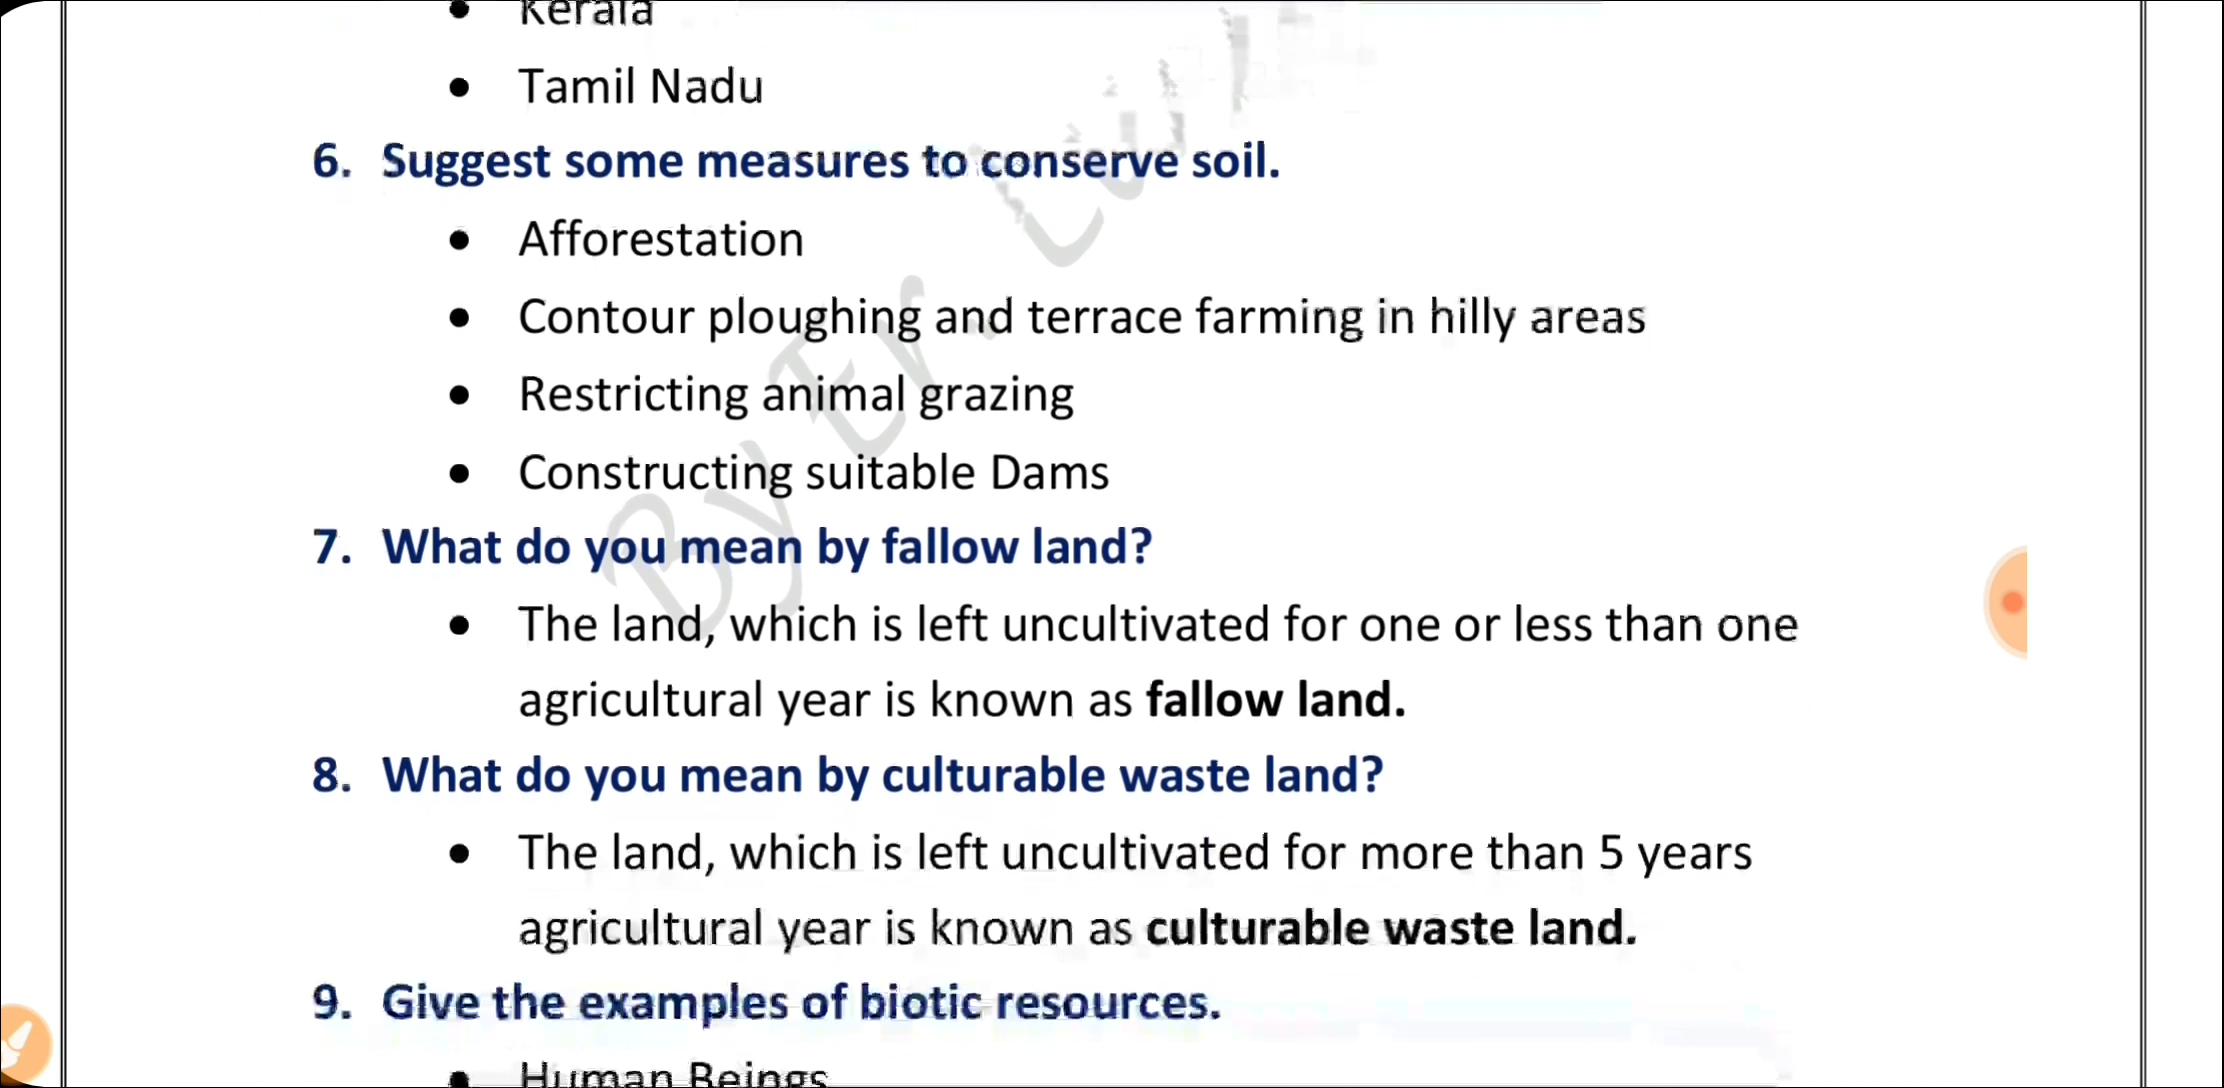 Kerala
• Tamil Nadu
6. Suggest some measures to conserve soil.
• Afforestation
• Contour ploughing and terrace farming in hilly areas
• Restricting animal grazing
• Constructing suitable Dams
7. What do you mean by fallow land?
• The land, which is left uncultivated for one or less than one
agricultural year is known as fallow land.
8. What do you mean by culturable waste land?
• The land, which is left uncultivated for more than 5 years
agricultural year is known as culturable waste land.
9. Give the examples of biotic resources.
• Human Beings
By Er.